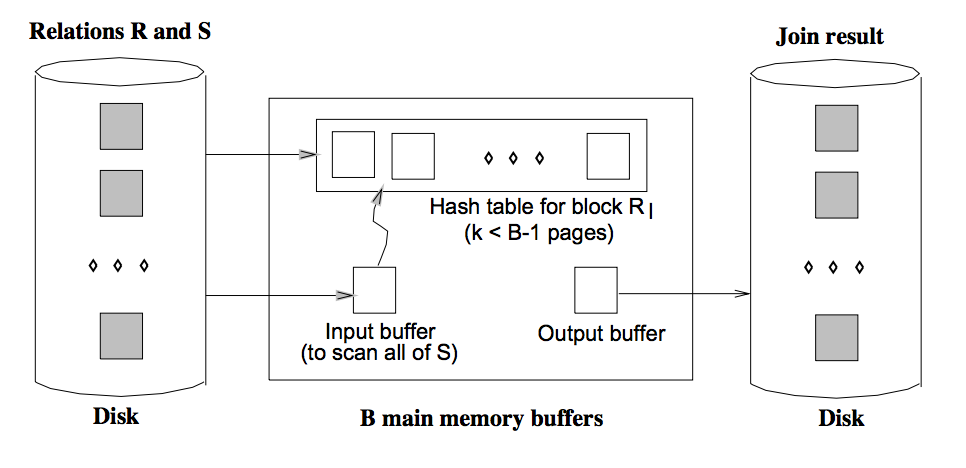 Relations R and S
Join result
Hash table for block R l
(k < B-1 pages)
Input buffer
(to scan all of S)
Output buffer
Disk
B main memory buffers
Disk